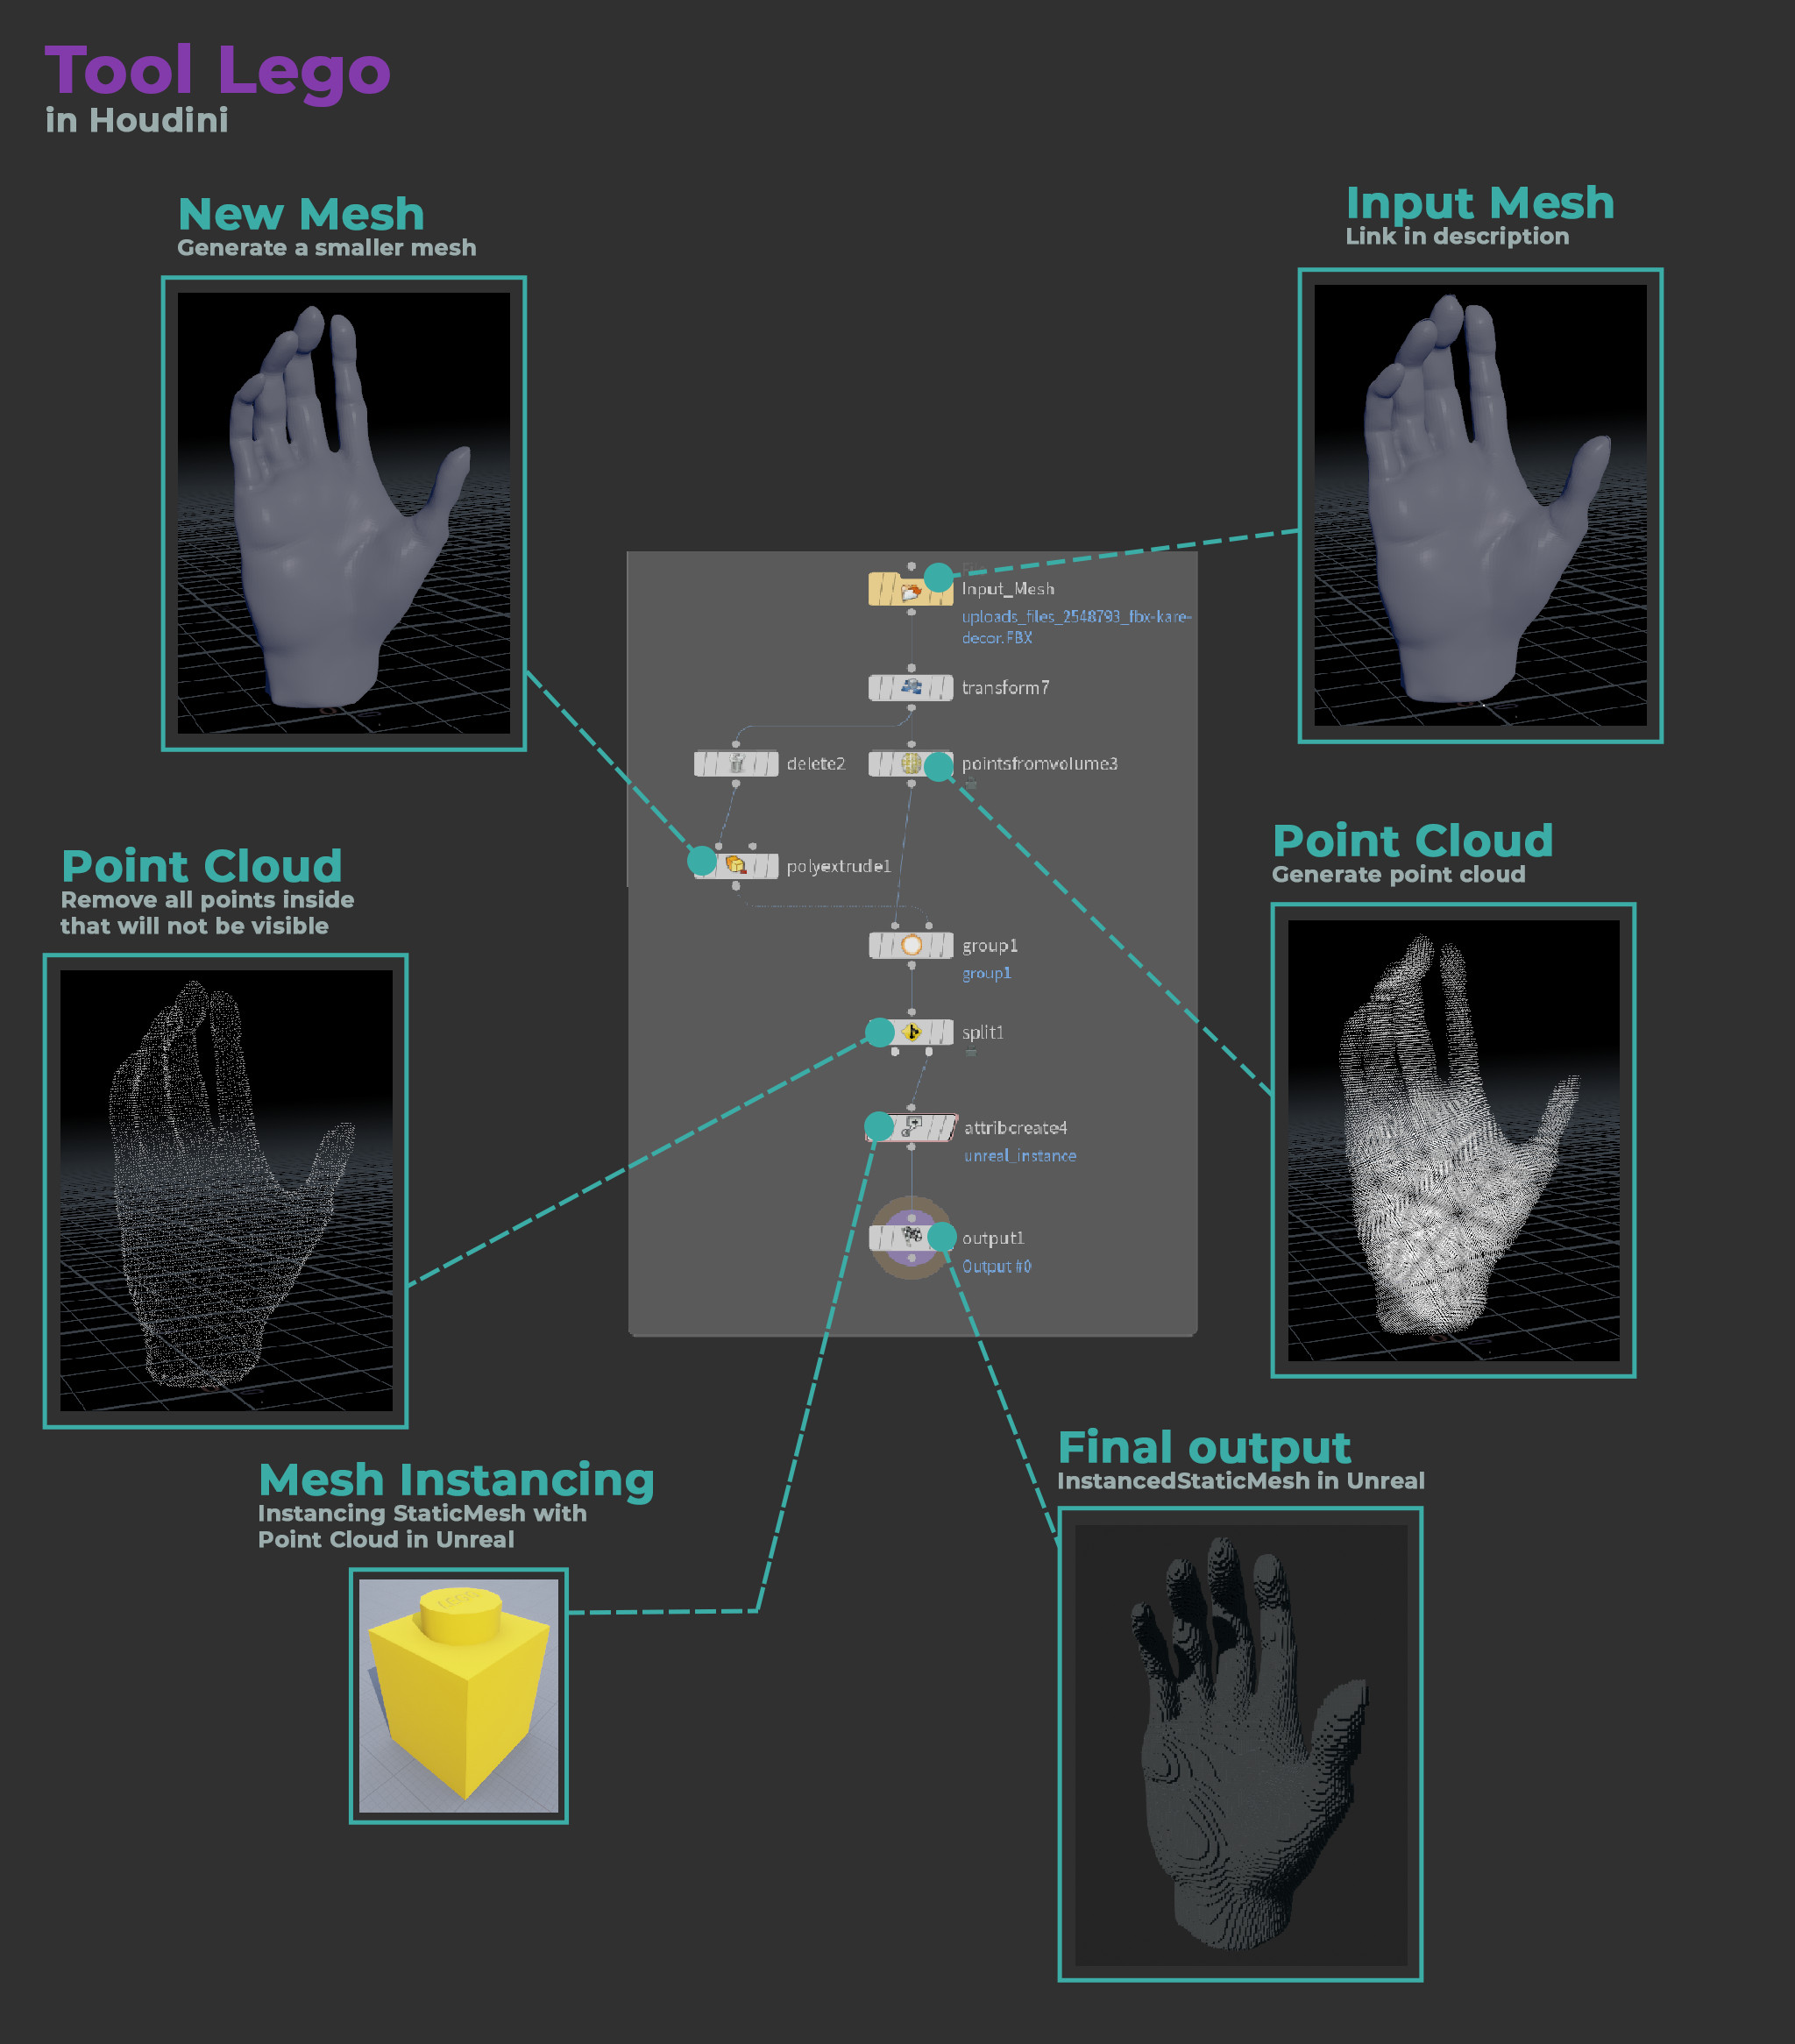 Tool Lego
in Houdini
New Mesh
Generate a smaller mesh
Input Mesh
Link in description
Input_Mesh
uploads_files_2548793_fbx-kare-
decor.FBX
transform7
delete2
pointsfromvolume3
polyextrude1
group1
group1
split1
attribcreate4
unreal_instance
output1
Output #0
Point Cloud
Remove all points inside
that will not be visible
Point Cloud
Generate point cloud
Mesh Instancing
Instancing StaticMesh with
Point Cloud in Unreal
LEGO
Final output
InstancedStaticMesh in Unreal